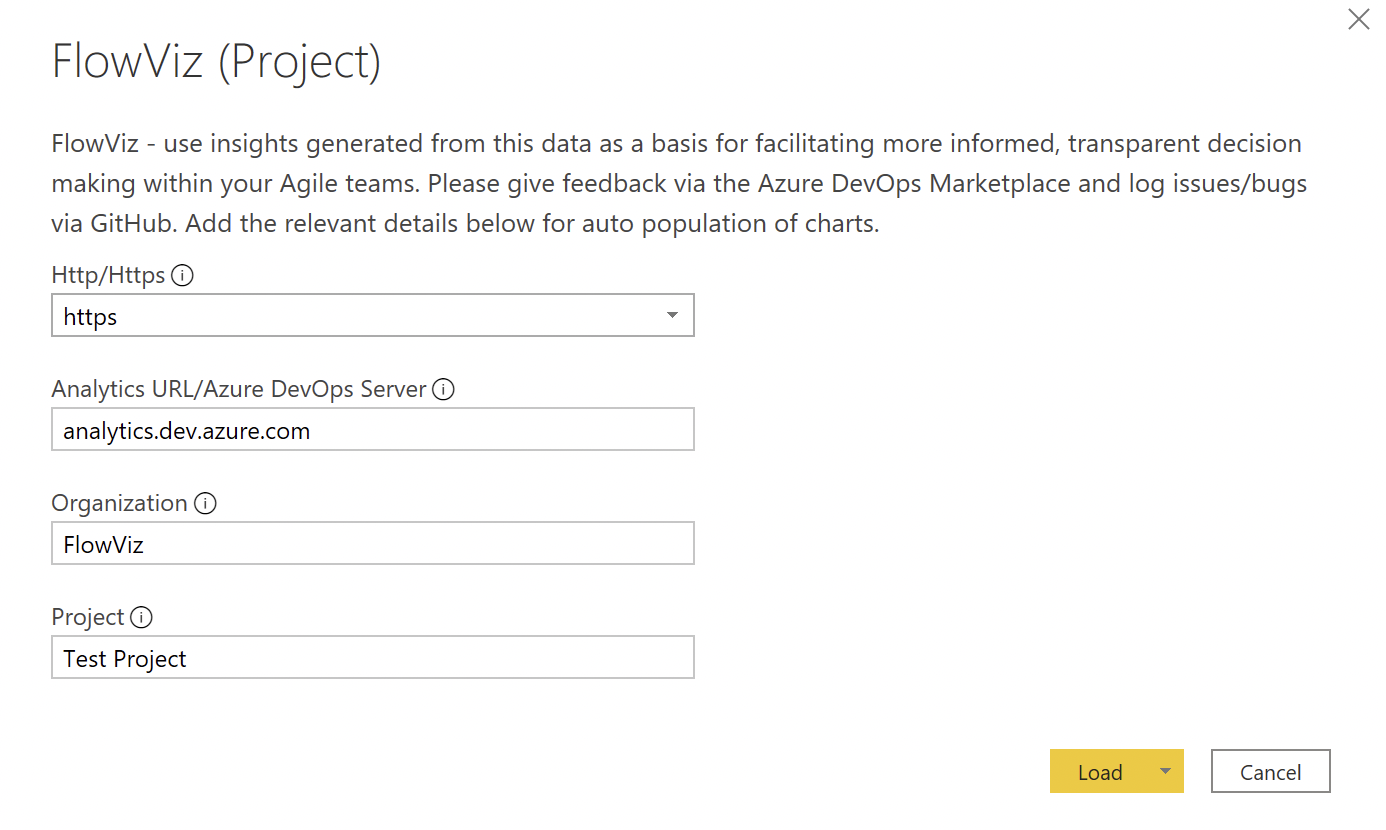 FlowViz (Project)
FlowViz - use insights generated from this data as a basis for facilitating more informed, transparent decision
making within your Agile teams. Please give feedback via the Azure DevOps Marketplace and log issues/bugs
via GitHub. Add the relevant details below for auto population of charts.
Http/Https
https
Analytics URL/Azure DevOps Server
analytics.dev.azure.com
Organization
FlowViz
Project
Test Project
Load
Cancel